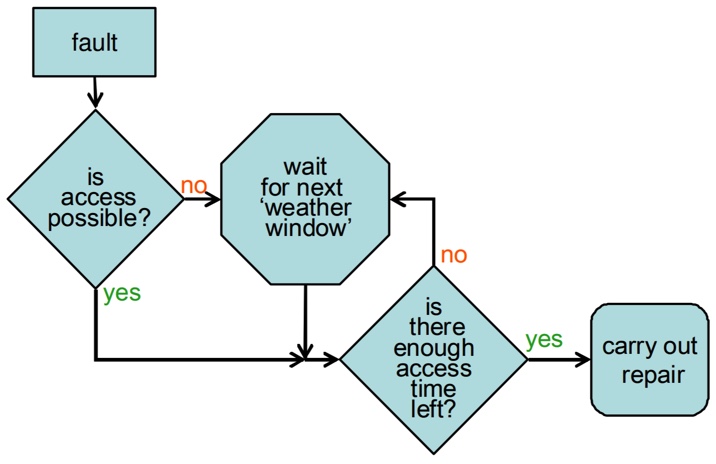 fault
is
access
possible?
no
wait
for next
‘weather
window’
yes
no
is
there
enough
access
time
left?
yes
carry out
repair